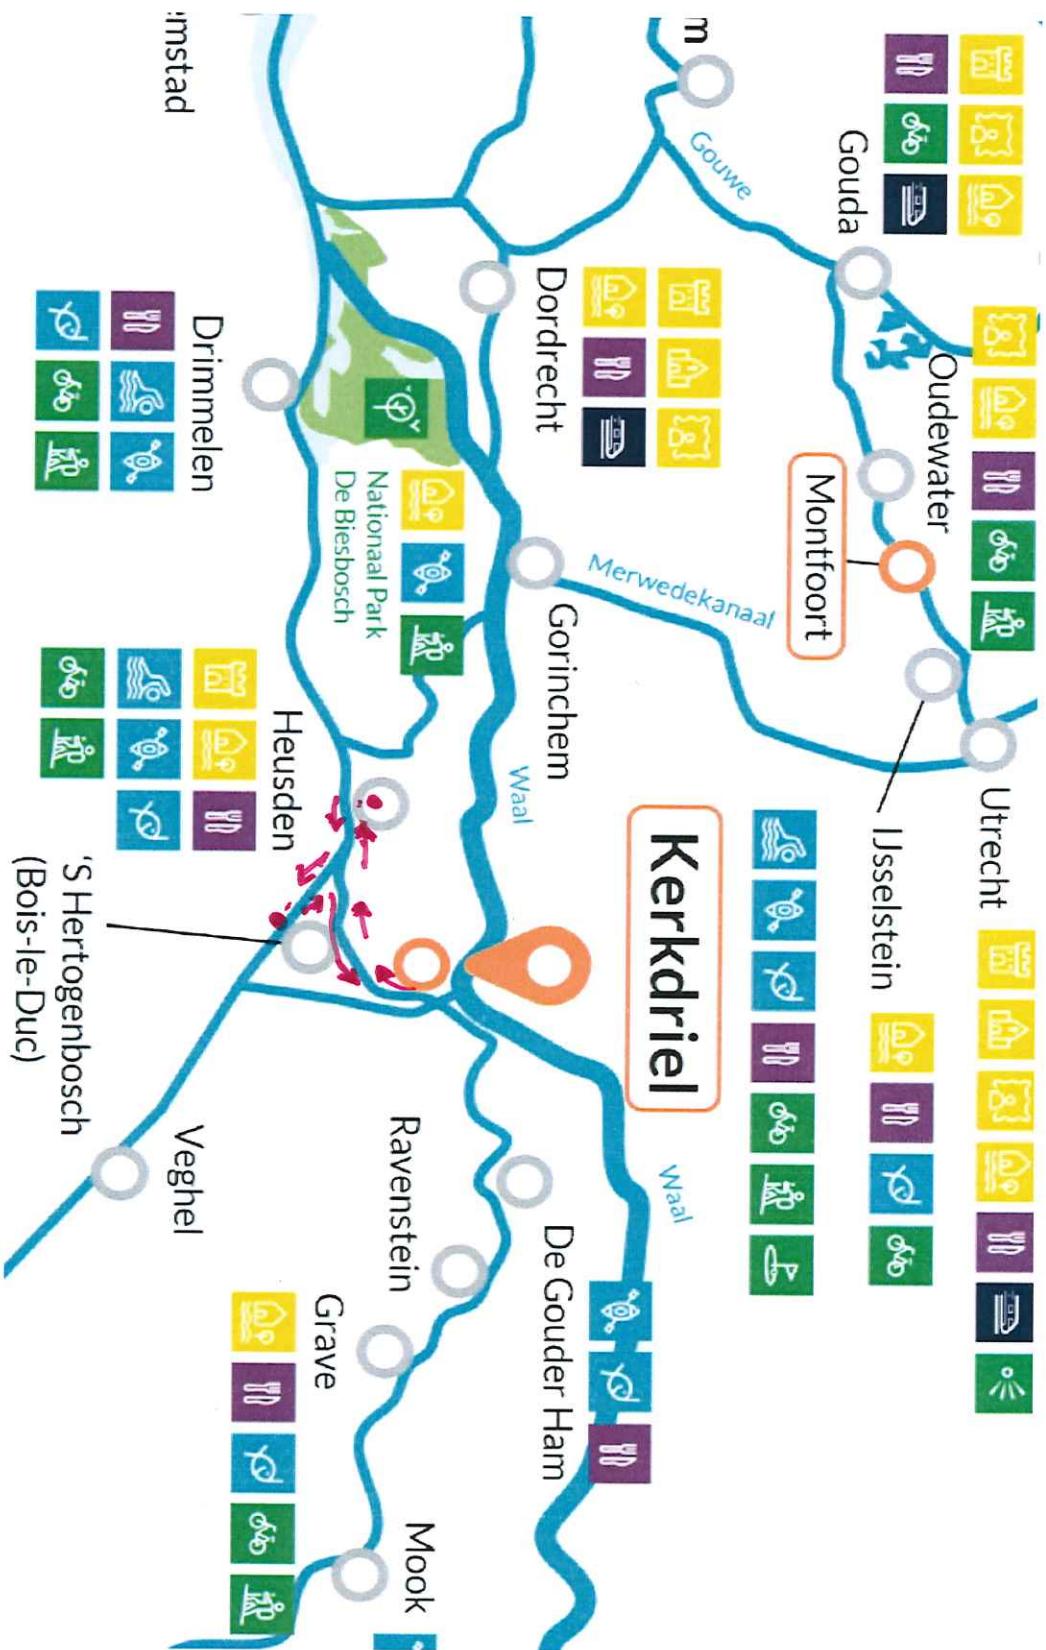 Utrecht
Oudewater
IJsselstein
Gouda
Montfoort
Gouwe
m
Merwedekanaal
Kerkdriel
Waal
Dordrecht
Gorinchem
De Gouder Ham
Waal
Mook
Ravenstein
Nationaal Park
De Biesbosch
Grave
Heusden
Drimmelen
Veghel
mstad
'S Hertogenbosch
(Bois-le-Duc)